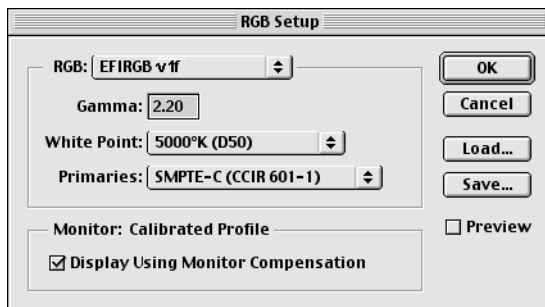 RGB Setup
RGB: EFIRGB v1f
Gamma: 2.20
White Point: 5000°K (D50)
Primaries: SMPTE-C (CCIR 601-1)
Monitor: Calibrated Profile
Display Using Monitor Compensation
OK
Cancel
Load...
Save...
Preview